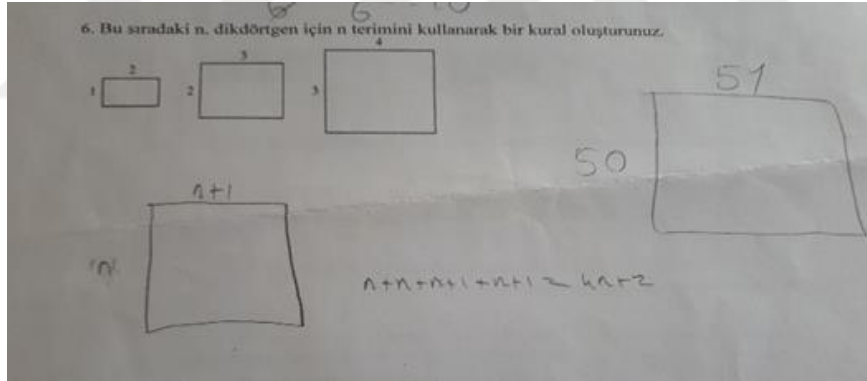 6. Bu sıradaki n. dikdörtgen için n terimini kullanarak bir kural oluşturunuz.
2
1
3
2
4
3
51
50
n+1
n
n+n+n+1+n+1=4n+2